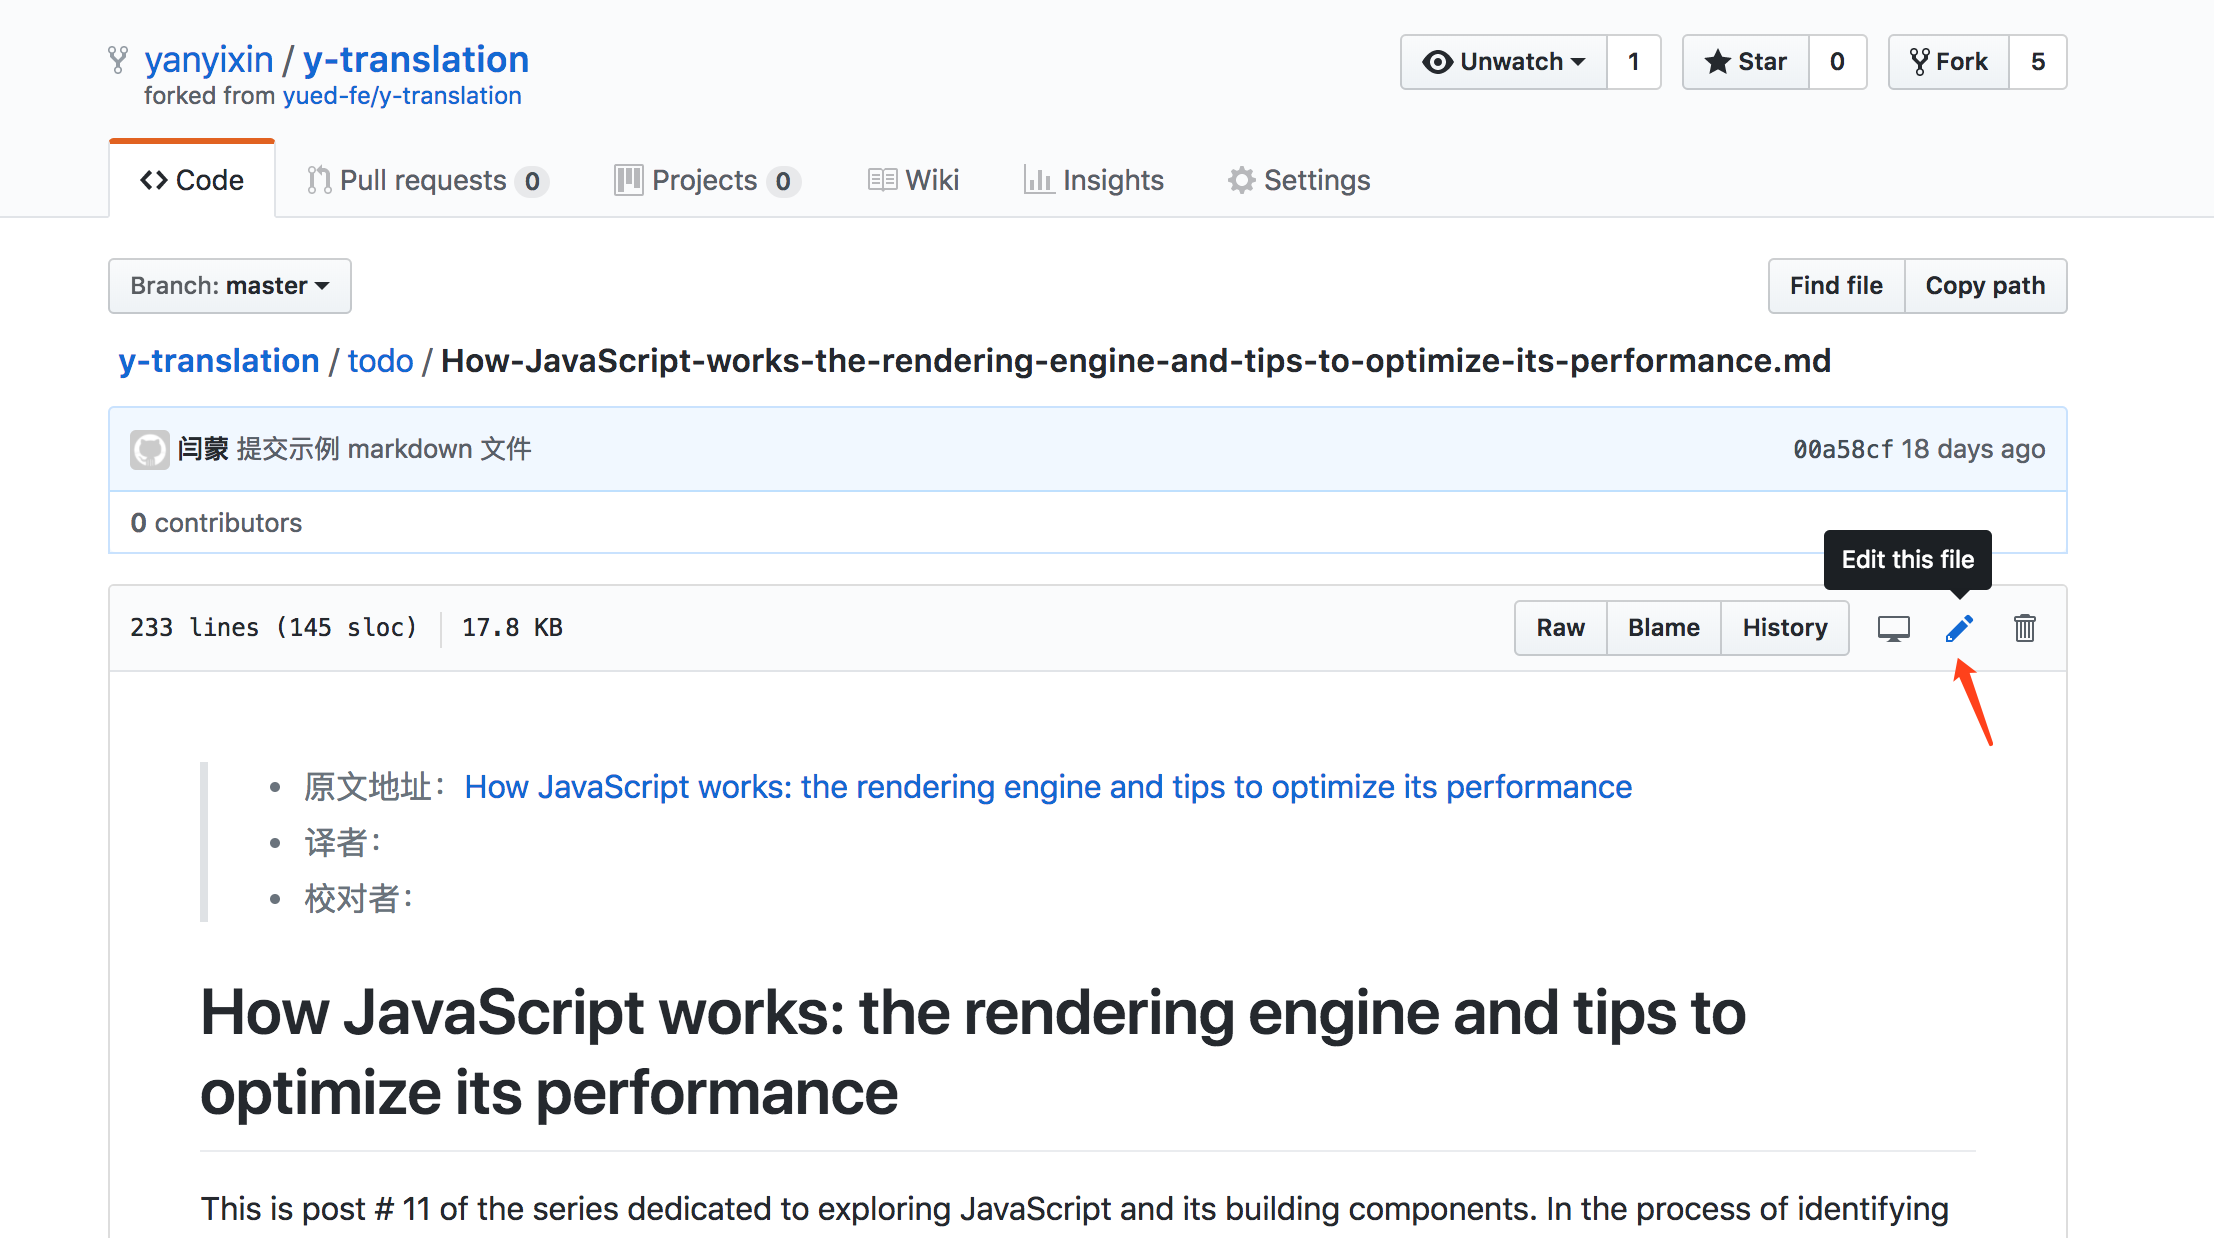 yanyixin / y-translation
forked from yued-fe/y-translation
Unwatch 1
Star 0
Fork 5
Code
Pull requests 0
Projects 0
Wiki
Insights
Settings
Branch: master
Find file
Copy path
y-translation / todo / How-JavaScript-works-the-rendering-engine-and-tips-to-optimize-its-performance.md
闫蒙 提交示例 markdown 文件
00a58cf 18 days ago
0 contributors
Edit this file
233 lines (145 sloc) 17.8 KB
Raw
Blame
History
原文地址：How JavaScript works: the rendering engine and tips to optimize its performance
译者：
校对者：
How JavaScript works: the rendering engine and tips to
optimize its performance
This is post # 11 of the series dedicated to exploring JavaScript and its building components. In the process of identifying